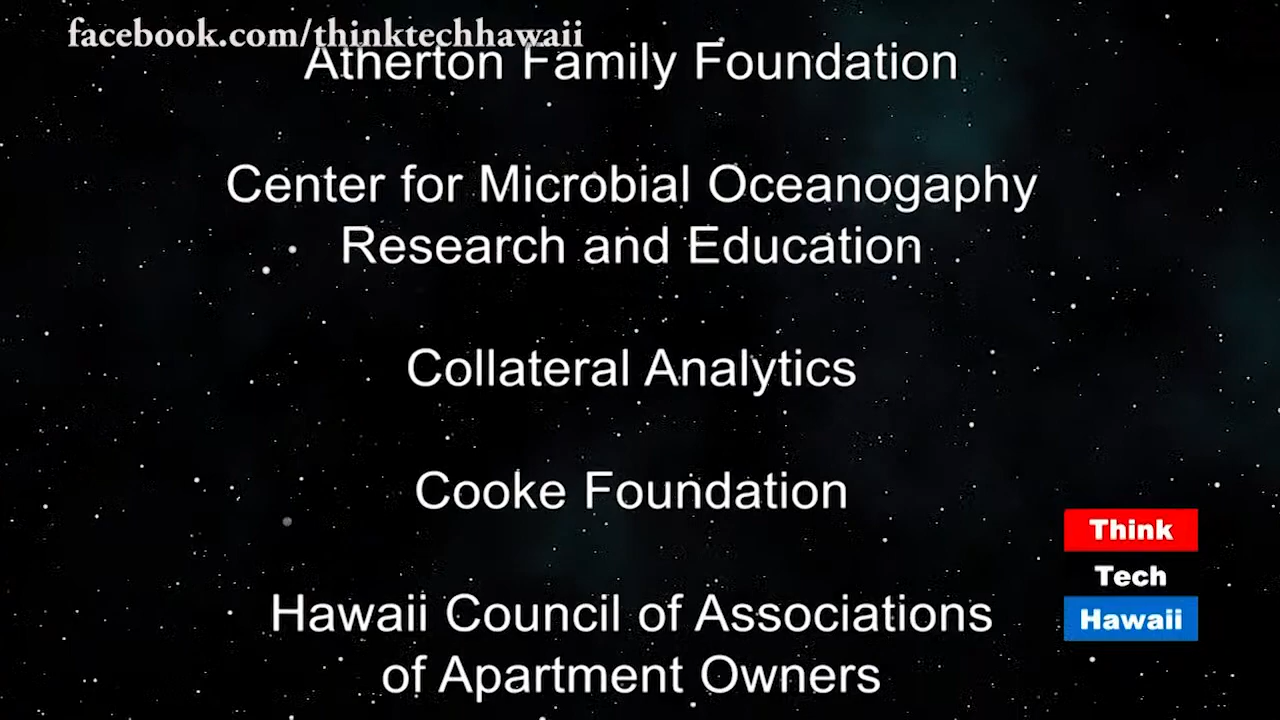 facebook.com/thinktechhawaii
Atherton Family Foundation
Center for Microbial Oceanogaphy
Research and Education
Collateral Analytics
Cooke Foundation
Think
Tech
Hawaii
Hawaii Council of Associations
of Apartment Owners